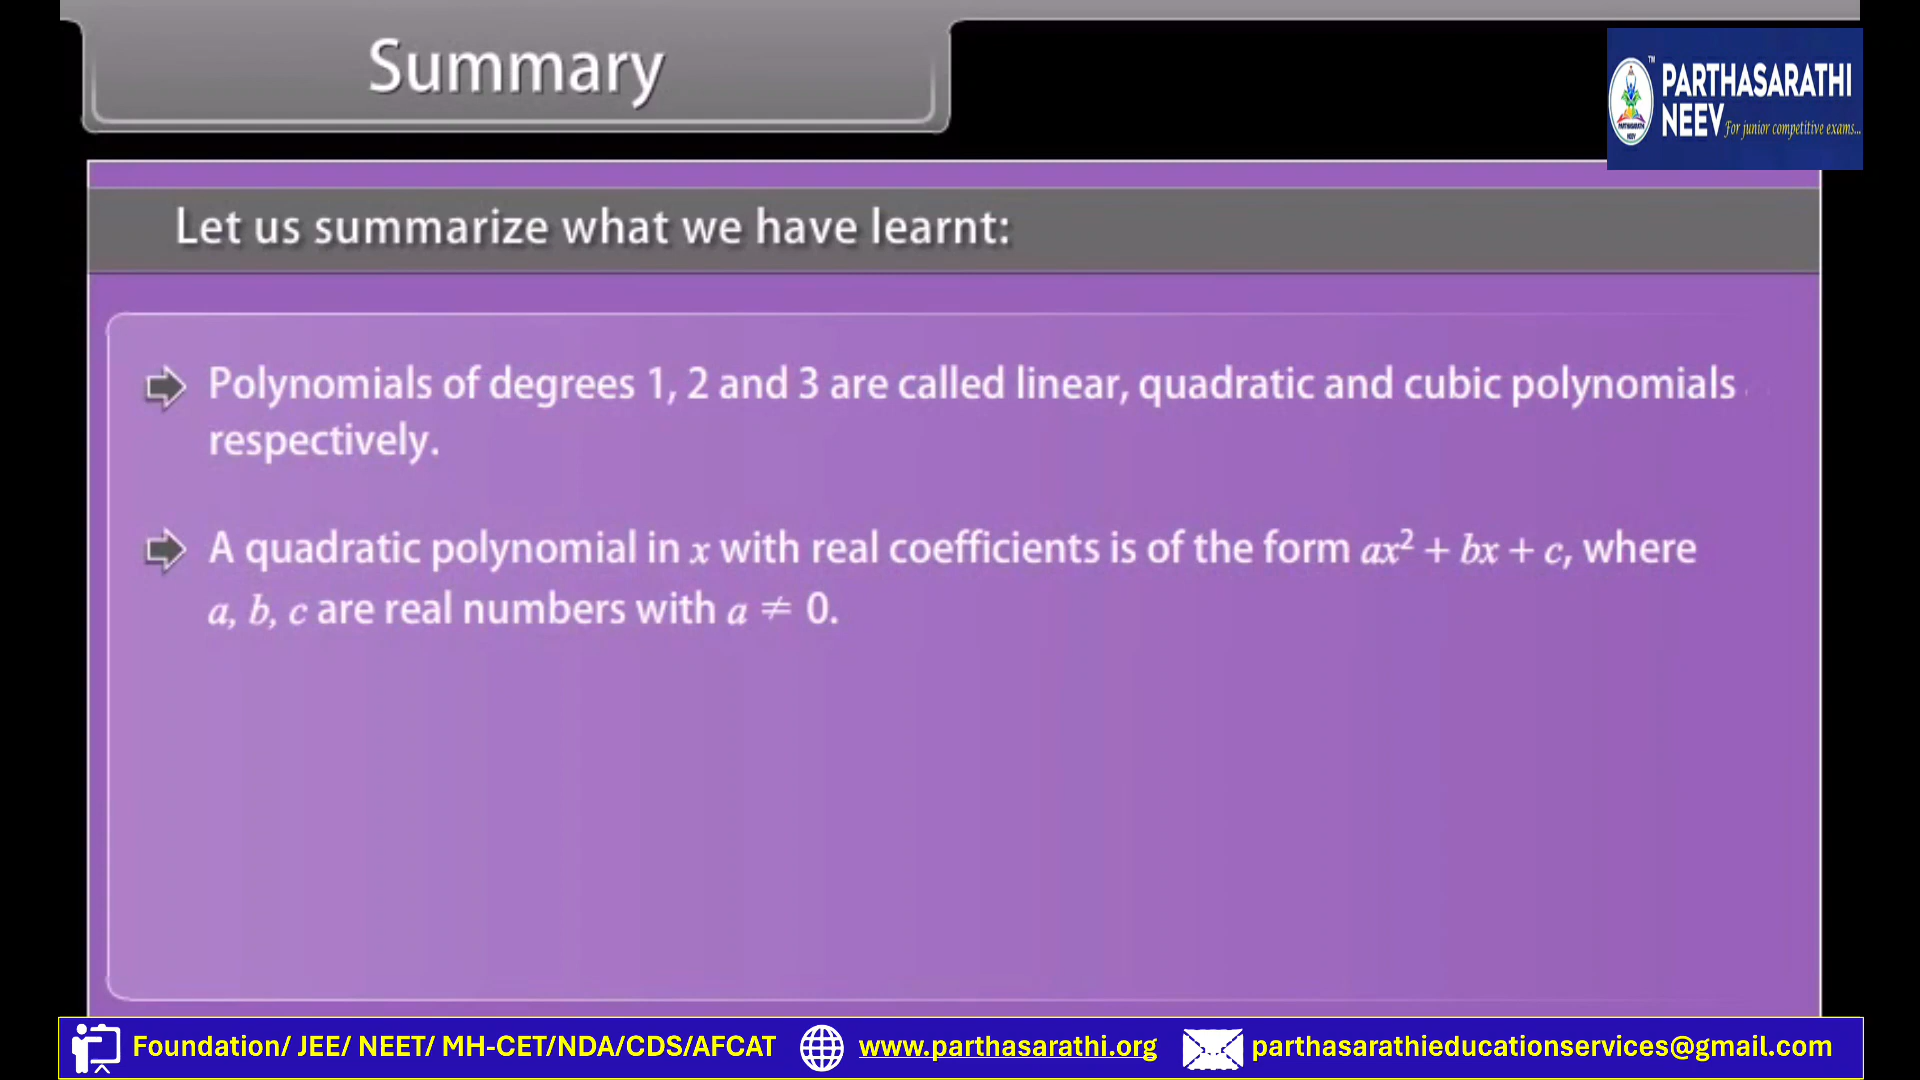 Summary
PARTHASARATHI
NEEV For junior competitive exams...
Let us summarize what we have learnt:
Polynomials of degrees 1, 2 and 3 are called linear, quadratic and cubic polynomials
respectively.
A quadratic polynomial in x with real coefficients is of the form ax² + bx + c, where
a, b, c are real numbers with a ≠ 0.
Foundation/ JEE/ NEET/ MH-CET/NDA/CDS/AFCAT www.parthasarathi.org parthasarathieducationservices@gmail.com